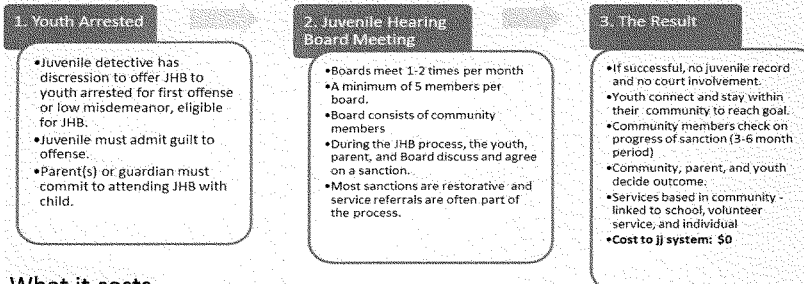 1. Youth Arrested
•Juvenile detective has
discression to offer JHB to
youth arrested for first offense
or low misdemeanor, eligible
for JHB.
•Juvenile must admit guilt to
offense.
•Parent(s) or guardian must
commit to attending JHB with
child.
2. Juvenile Hearing
Board Meeting
•Boards meet 1-2 times per month
•A minimum of 5 members per
board.
•Board consists of community
members
•During the JHB process, the youth,
parent, and Board discuss and agree
on a sanction.
•Most sanctions are restorative and
service referrals are often part of
the process.
3. The Result
•If successful, no juvenile record
and no court involvement.
•Youth connect and stay within
their community to reach goal.
•Community members check on
progress of sanction (3-6 month
period)
•Community, parent, and youth
decide outcome.
•Services based in community -
linked to school, volunteer
service, and individual
•Cost to jj system: $0
What it costs